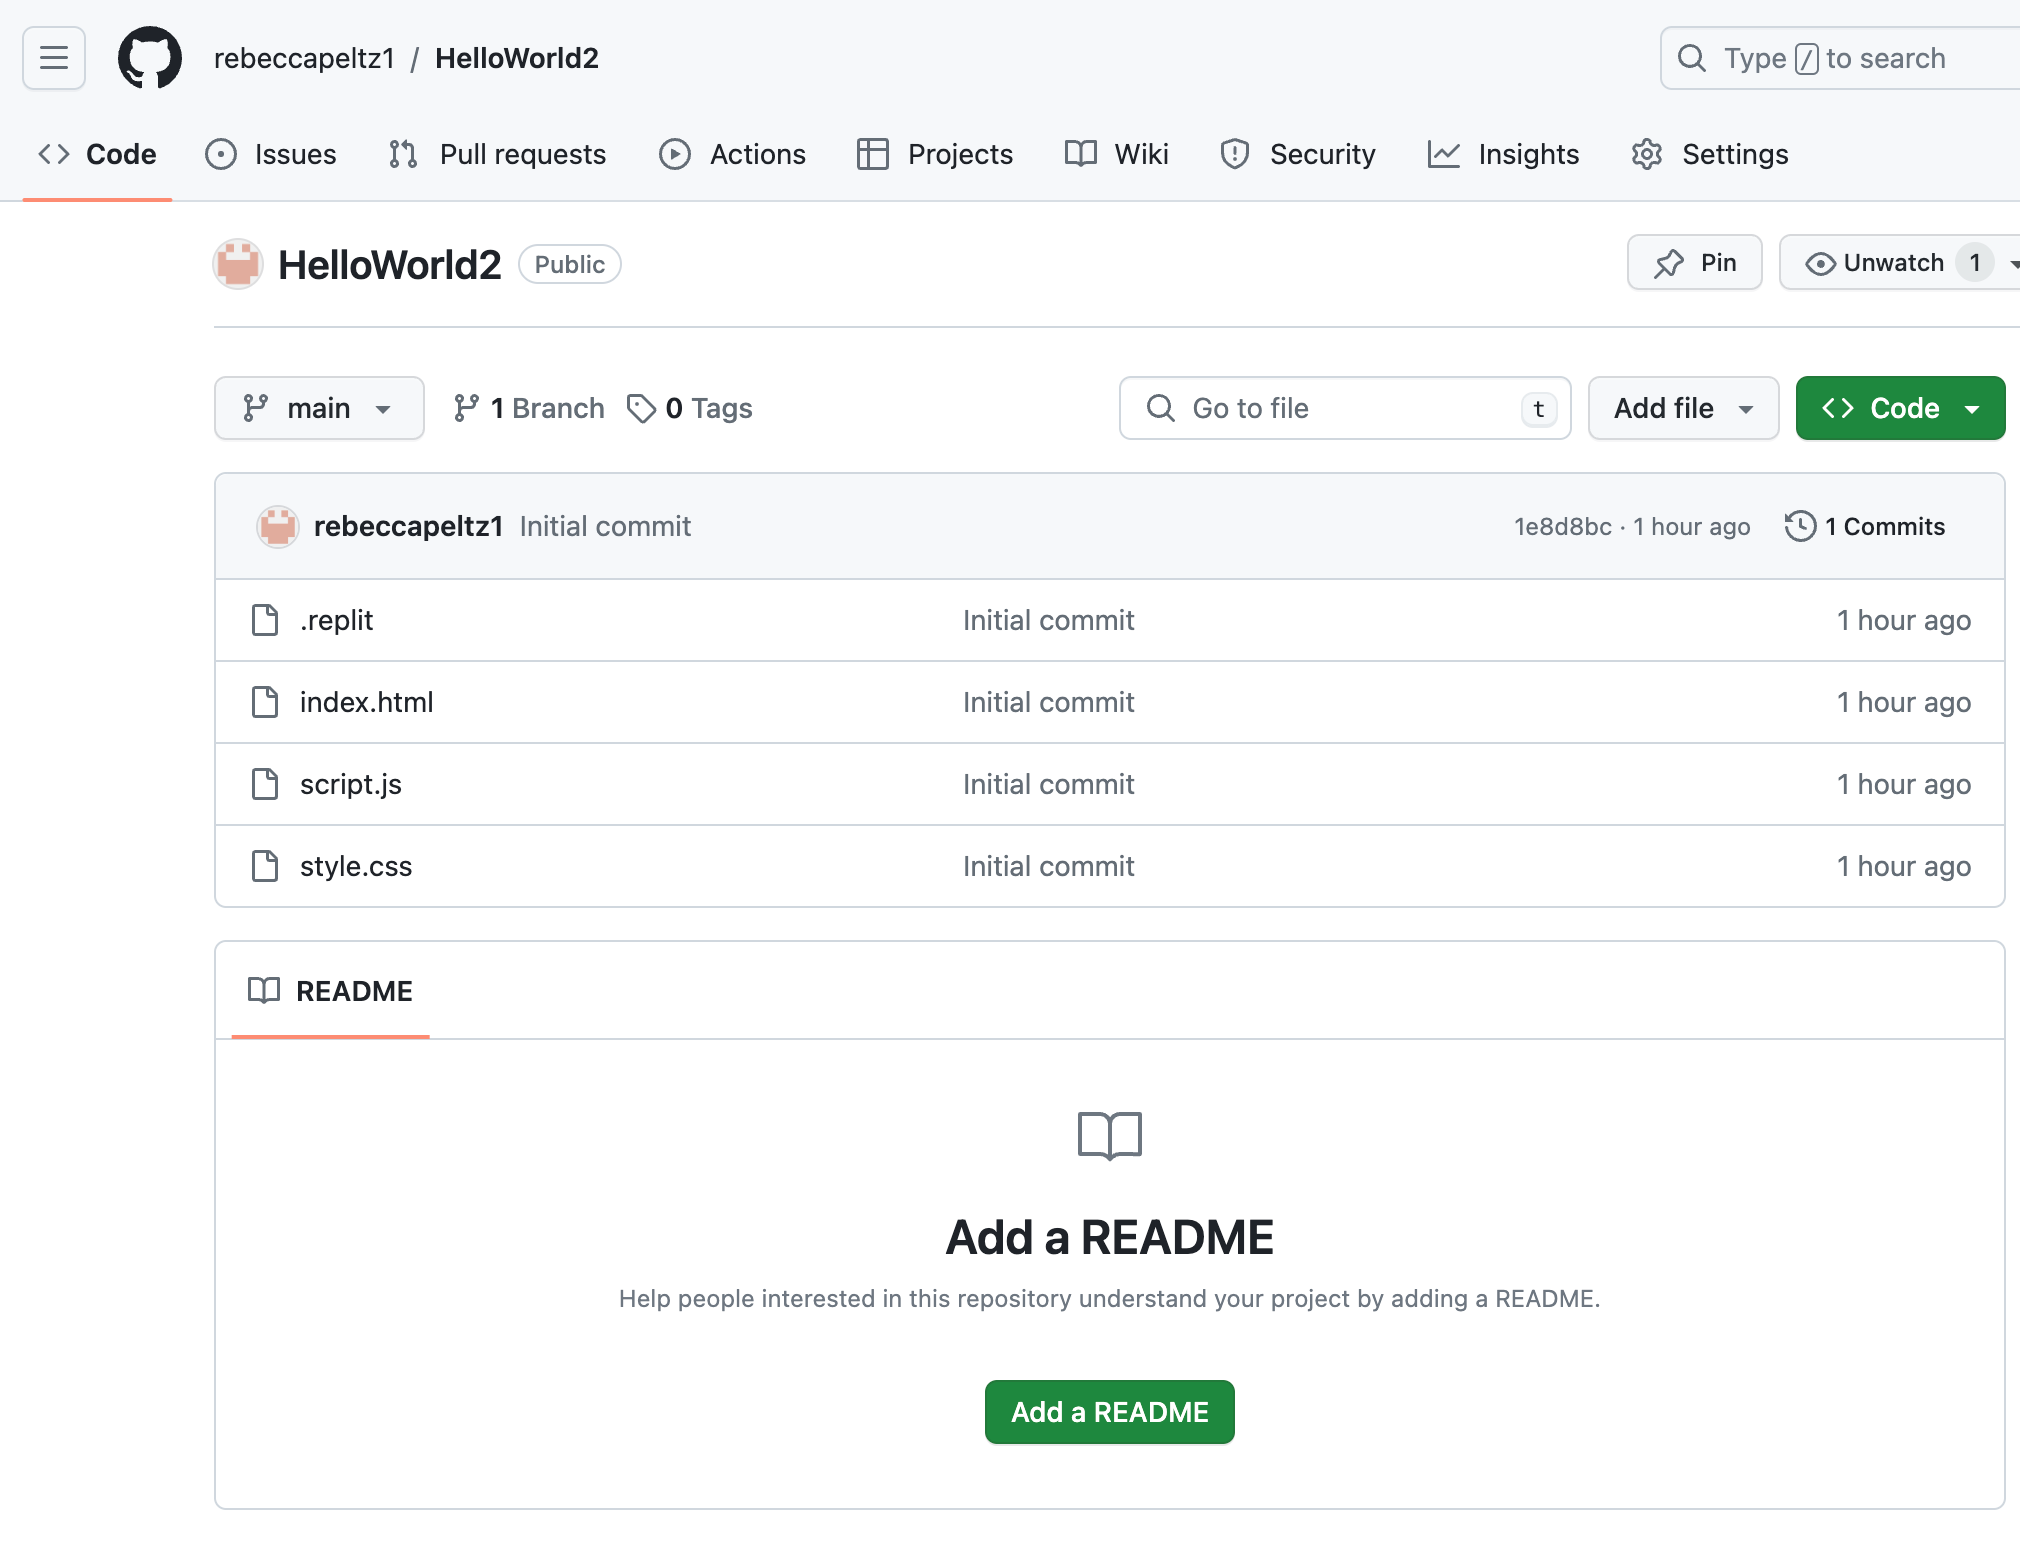 rebeccapeltz1 / HelloWorld2
Type / to search
Code Issues Pull requests Actions Projects Wiki Security Insights Settings
HelloWorld2 Public
Pin
Unwatch 1
main
1 Branch 0 Tags
Go to file t
Add file
Code
rebeccapeltz1 Initial commit 1e8d8bc · 1 hour ago 1 Commits
.replit Initial commit 1 hour ago
index.html Initial commit 1 hour ago
script.js Initial commit 1 hour ago
style.css Initial commit 1 hour ago
README
Add a README
Help people interested in this repository understand your project by adding a README.
Add a README